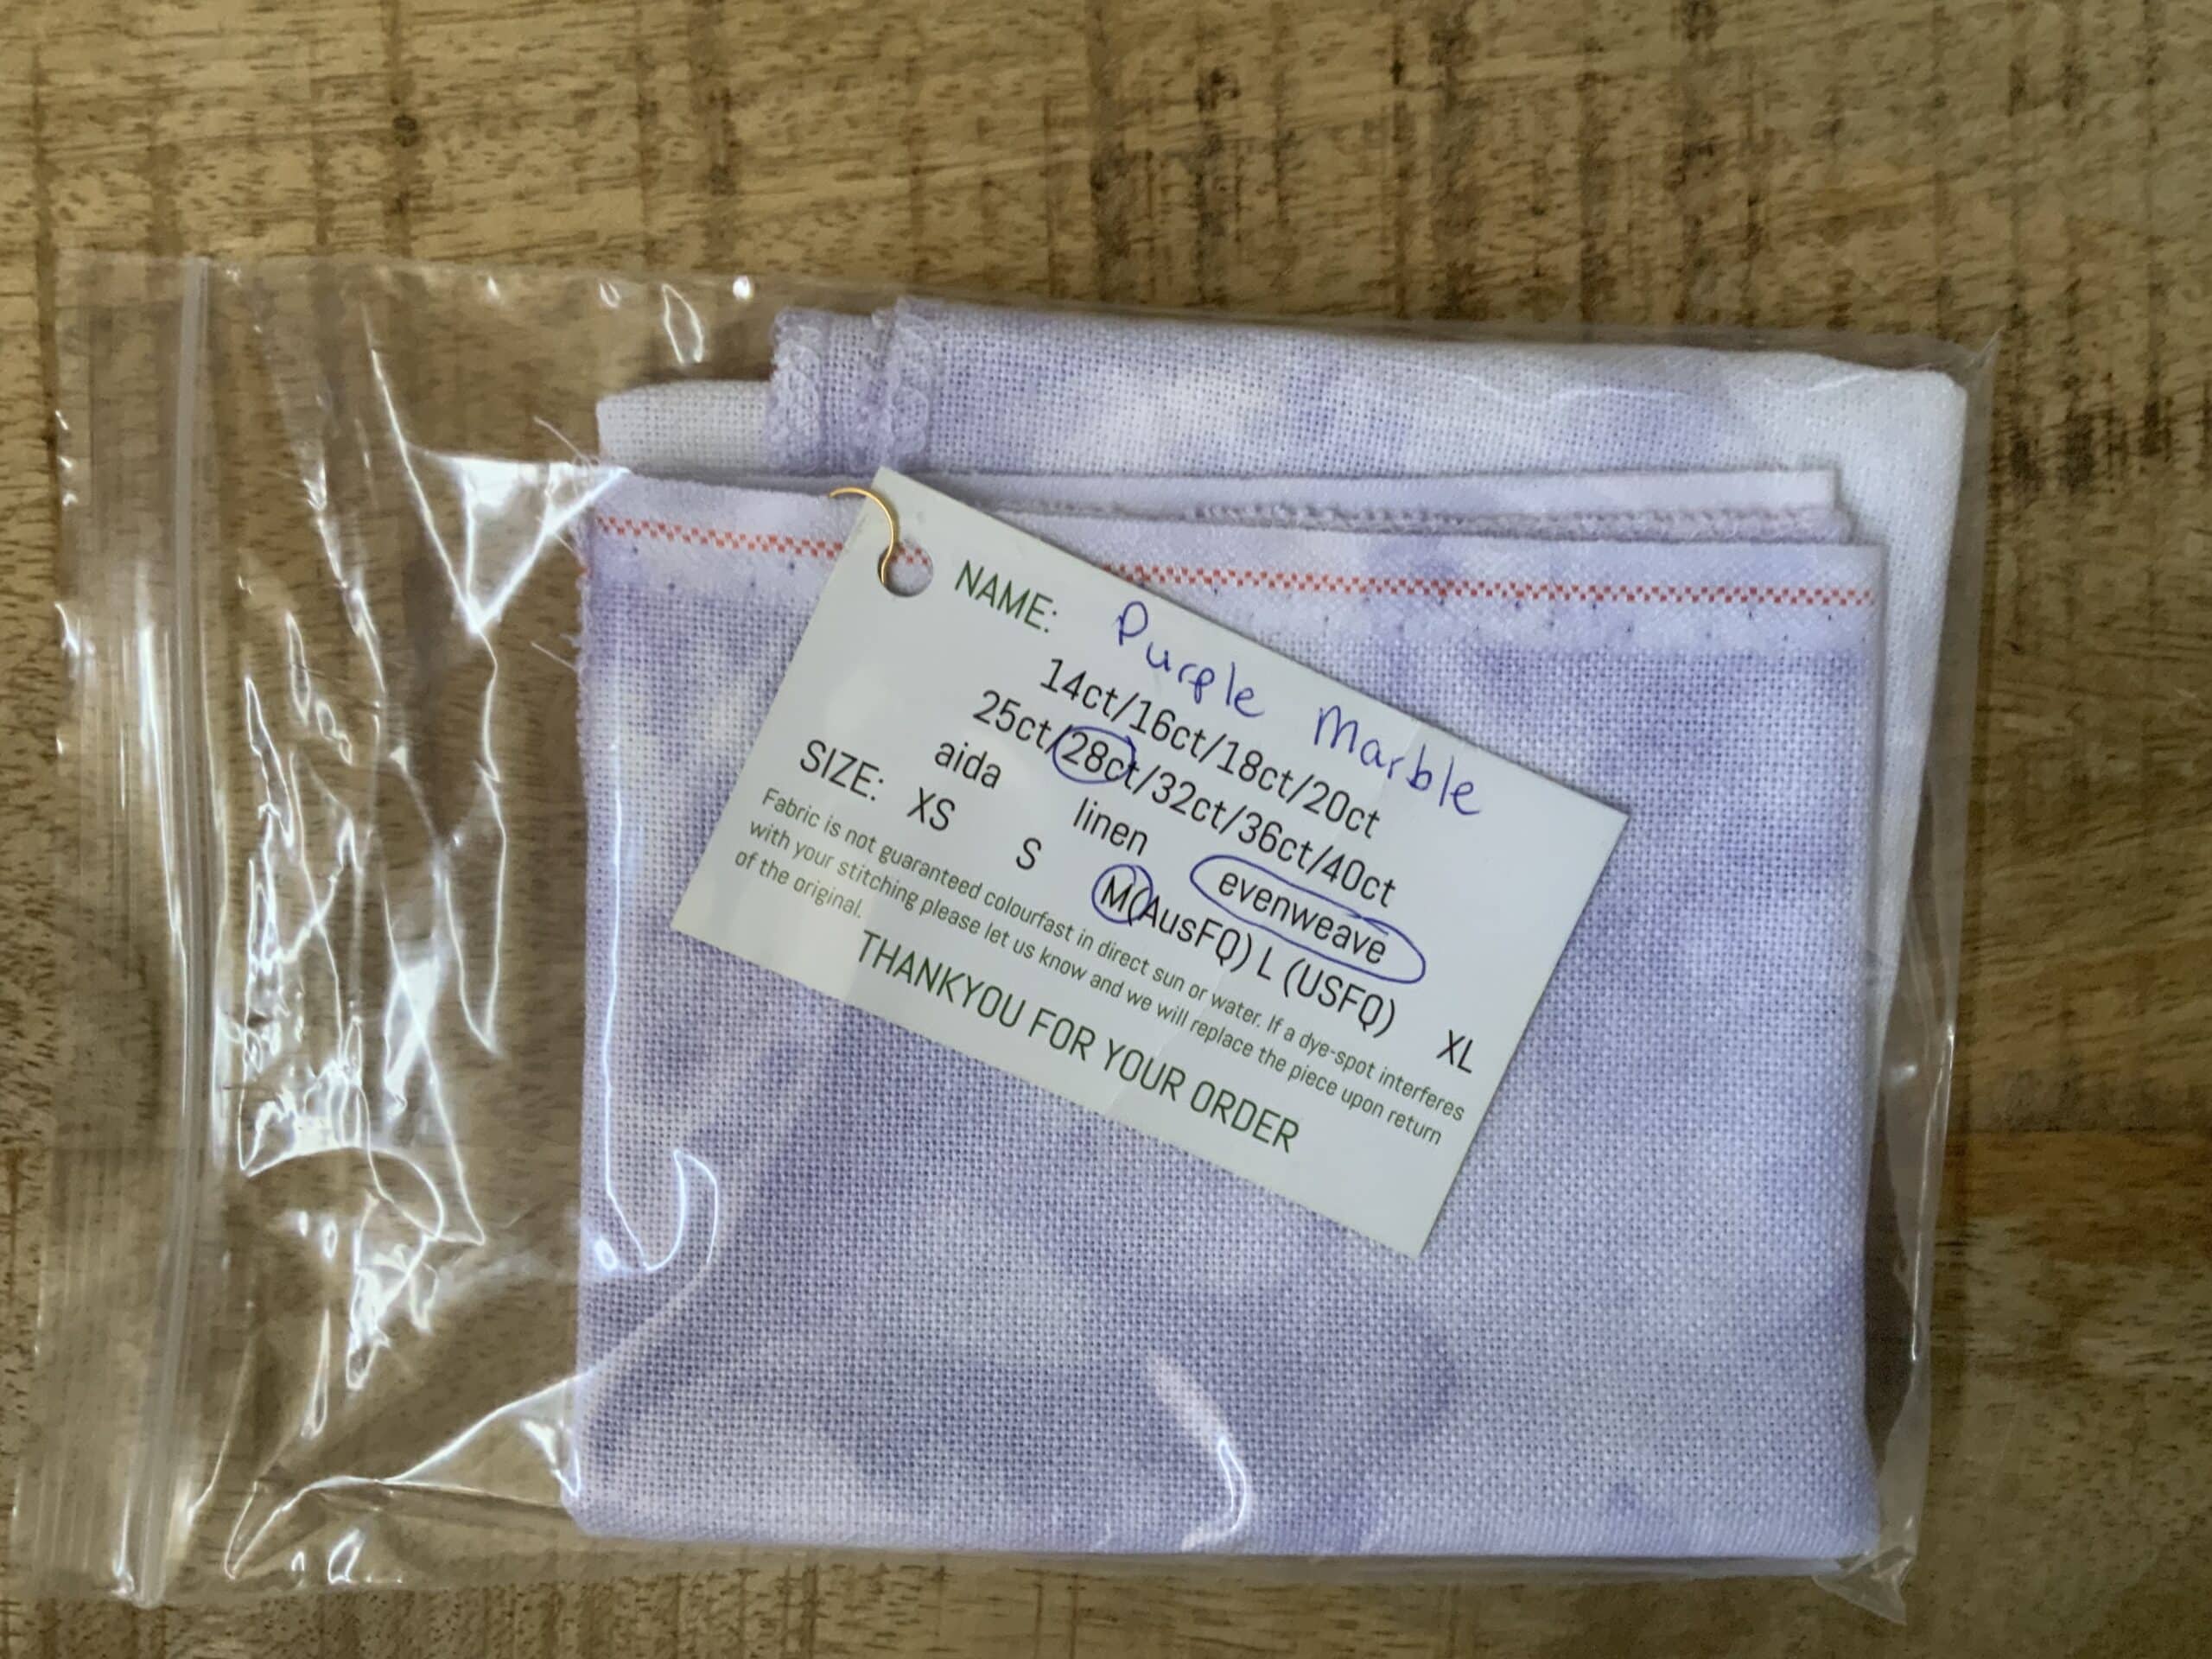 NAME: Purple Marble
14ct/16ct/18ct/20ct
25ct/28ct/32ct/36ct/40ct
aida linen evenweave
SIZE: XS S M(AusFQ) L (USFQ) XL
Fabric is not guaranteed colourfast in direct sun or water. If a dye-spot interferes
with your stitching please let us know and we will replace the piece upon return
of the original.
THANKYOU FOR YOUR ORDER